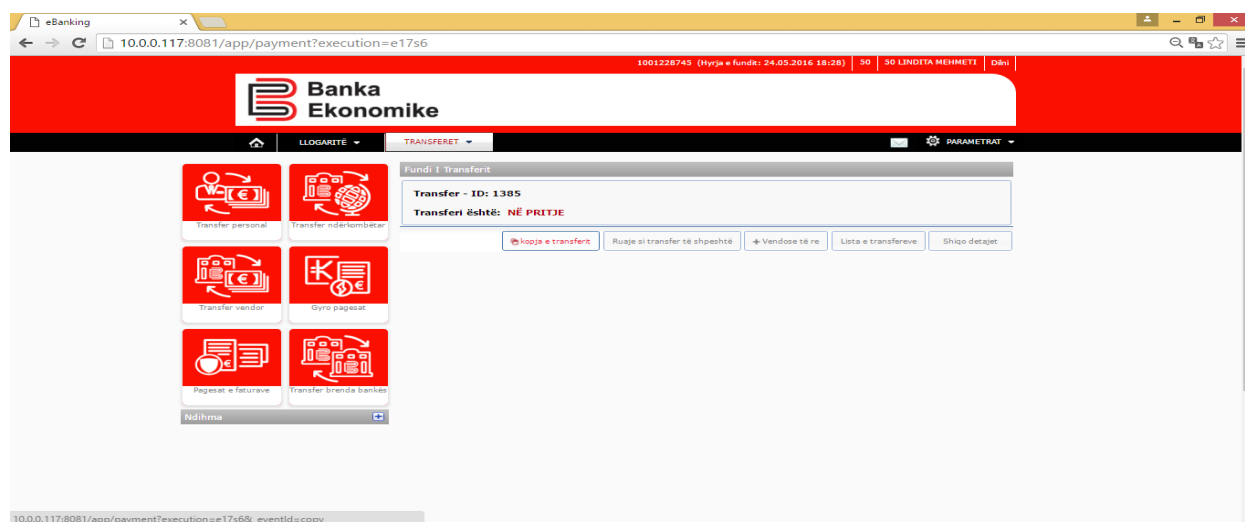 eBanking
10.0.0.117:8081/app/payment?execution=e17s6
1001228745 (Hyrja e fundit: 24.05.2016 18:28) 50 50 LINDITA MEHMETI Dilni
Banka
Ekonomike
LLOGARITË TRANSFERET PARAMETRAT
Fundi I Transferit
Transfer - ID: 1385
Transferi është: NË PRITJE
kopja e transferit Ruaje si transfer të shpeshtë Vendose të re Lista e transfereve Shiqo detajet
Transfer personal Transfer ndërkombëtar
Transfer vendor Gyro pagesat
Pagesat e faturave Transfer brenda bankës
Ndihma
10.0.0.117:8081/app/payment?execution=e17s6&_eventId=copy